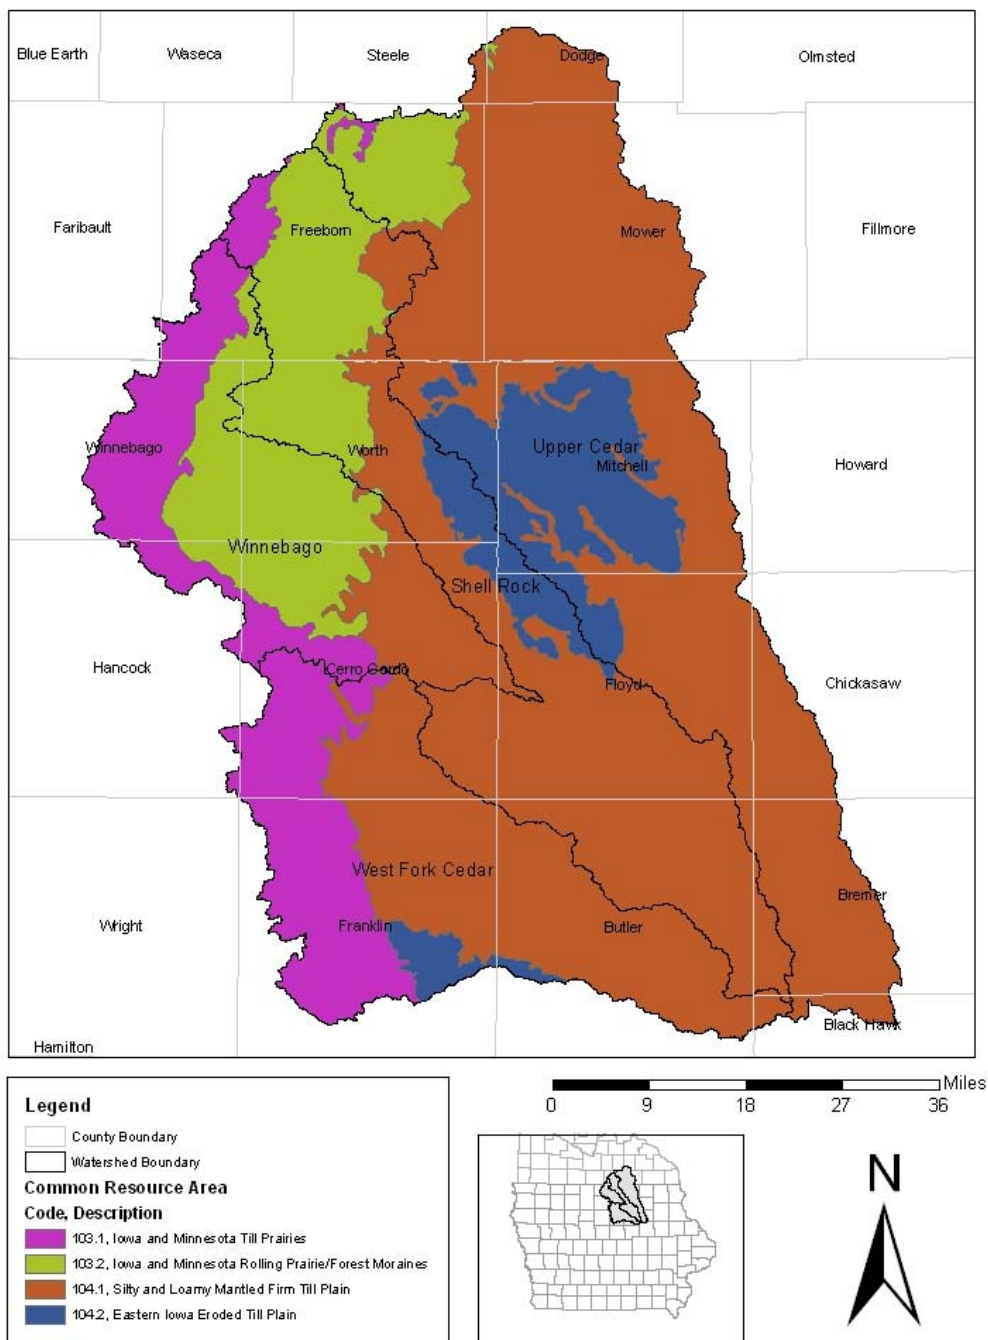 Blue Earth
Waseca
Steele
Dodge
Olmsted
Faribault
Freeborn
Mower
Fillmore
Winnebago
Worth
Upper Cedar
Mitchell
Howard
Winnebago
Shell Rock
Hancock
Cerro Gordo
Floyd
Chickasaw
West Fork Cedar
Wright
Franklin
Butler
Bremer
Black Hawk
Hamilton
Miles
0 9 18 27 36
Legend
County Boundary
Watershed Boundary
Common Resource Area
Code, Description
103.1, Iowa and Minnesota Till Prairies
103.2, Iowa and Minnesota Rolling Prairie/Forest Moraines
104.1, Silty and Loamy Mantled Firm Till Plain
104.2, Eastern Iowa Eroded Till Plain
N